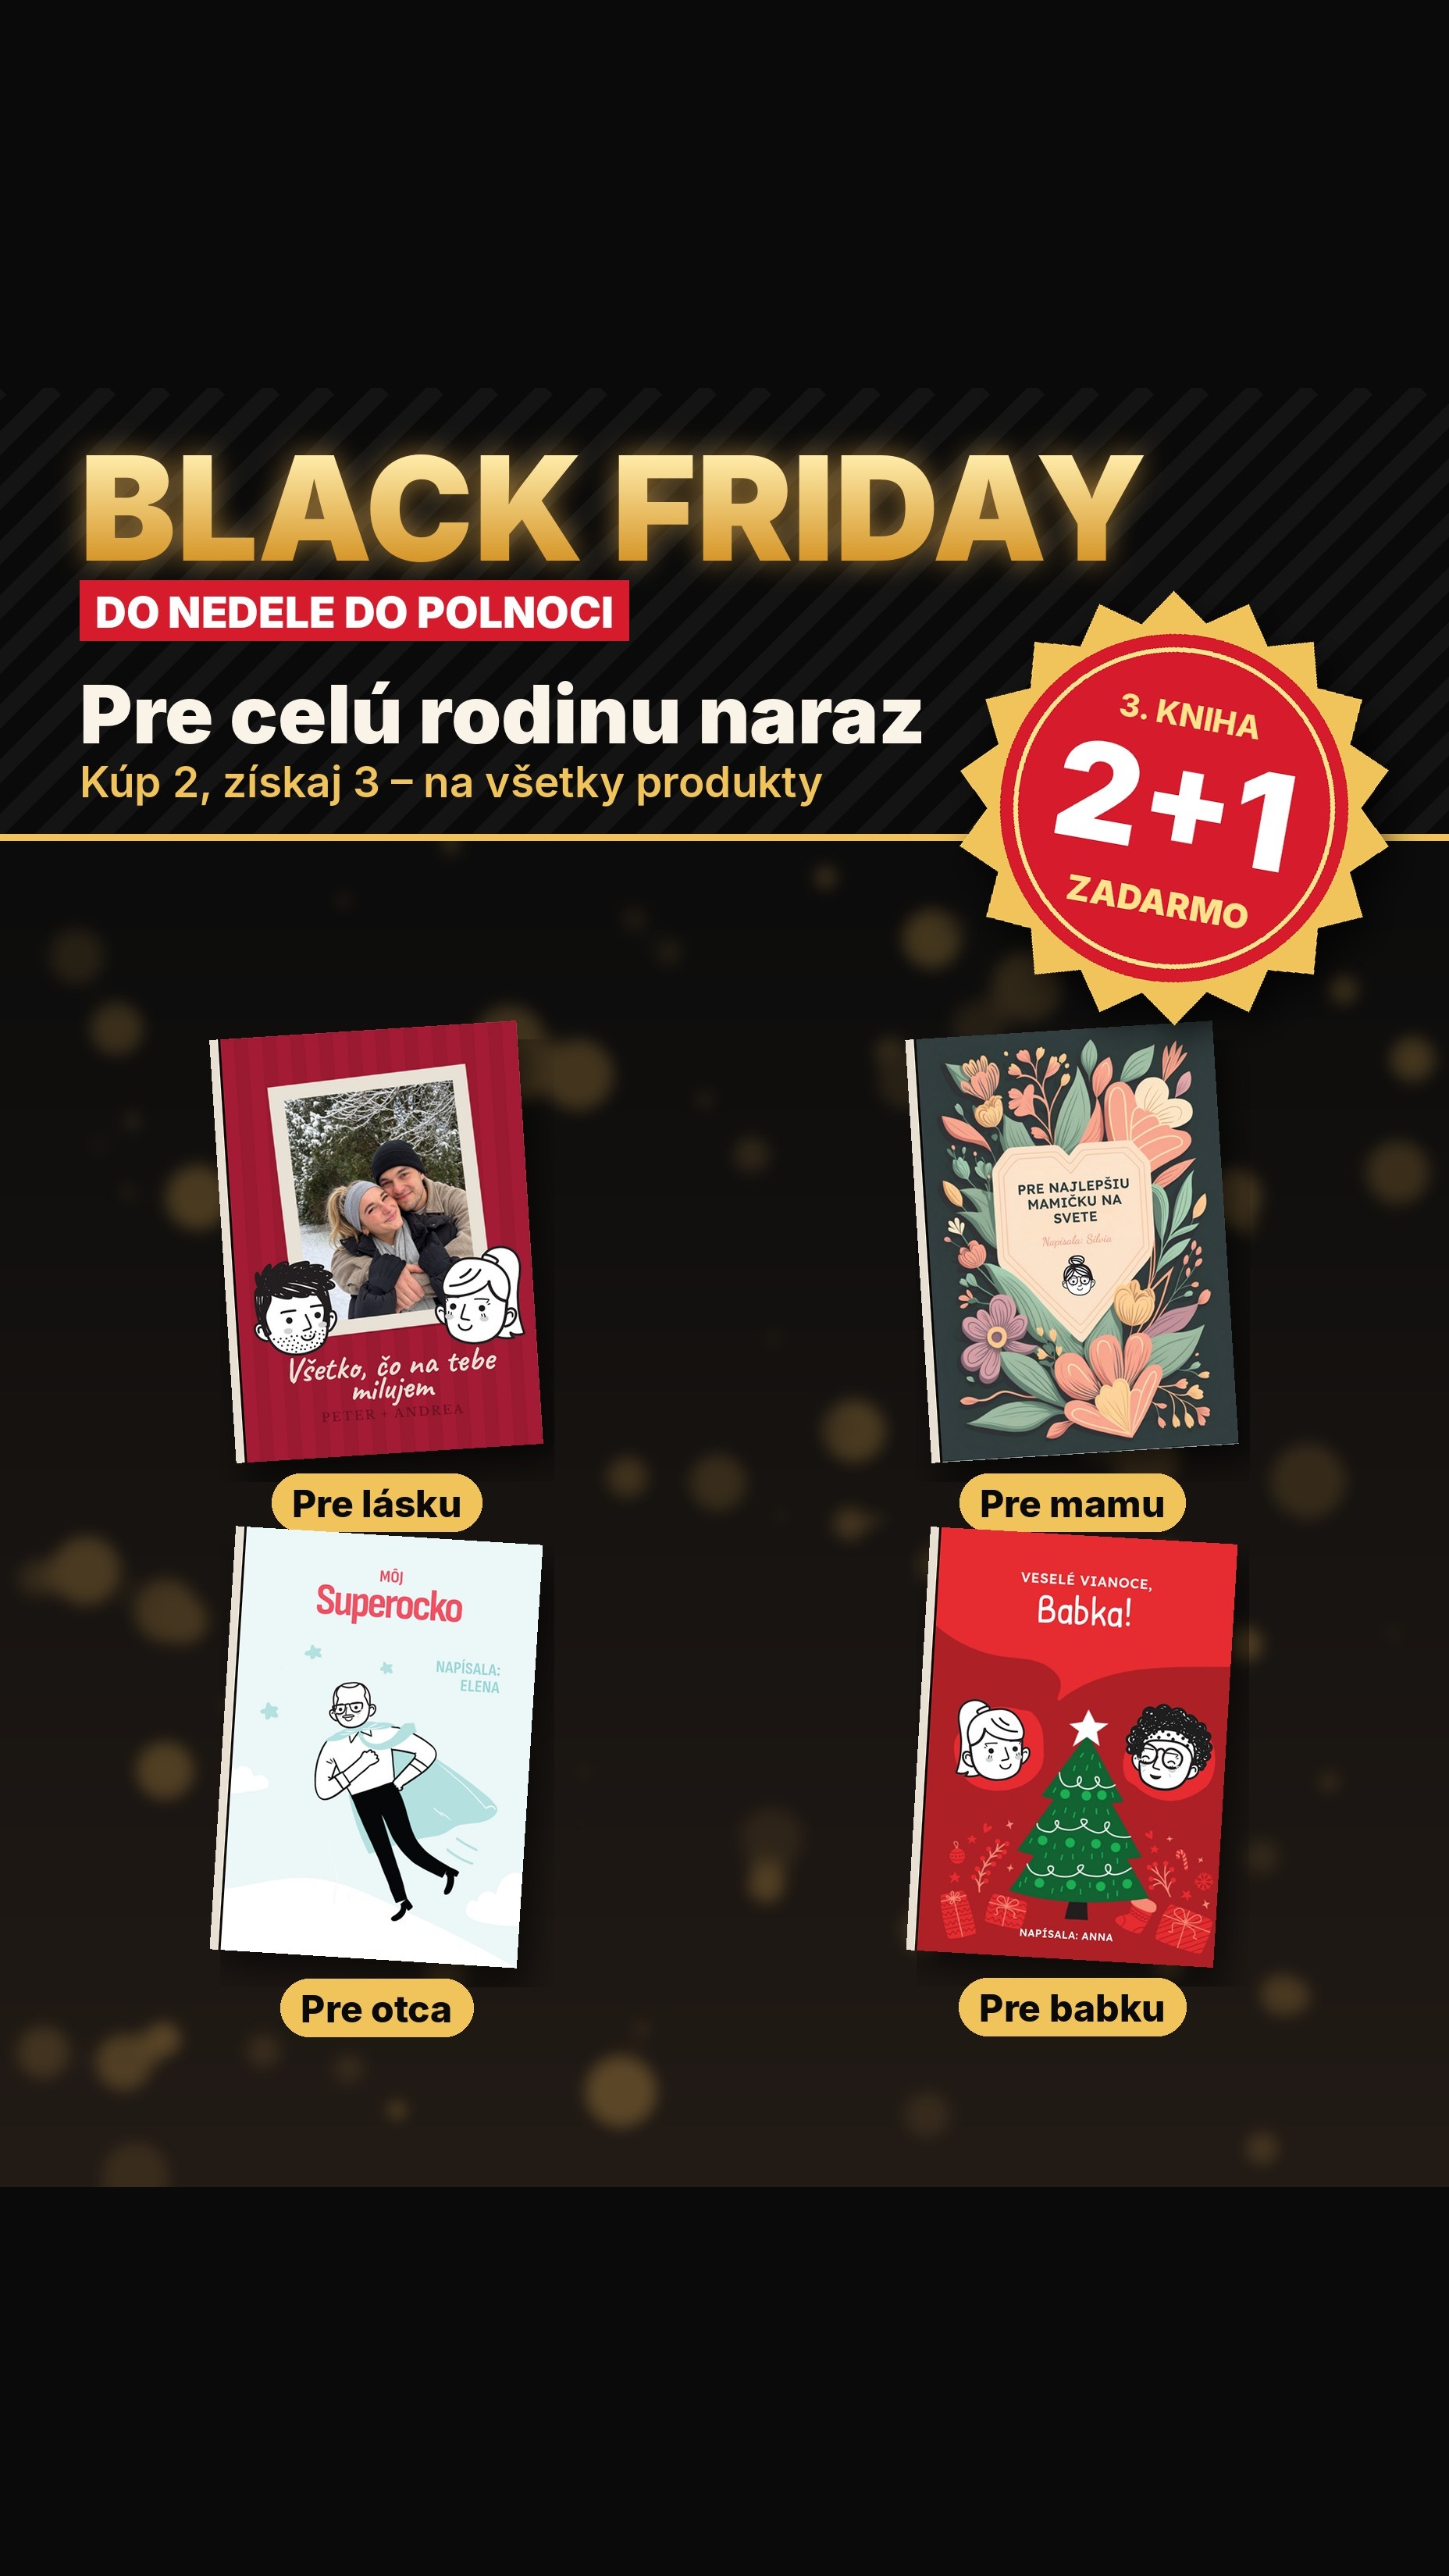 BLACK FRIDAY
DO NEDELE DO POLNOCI
Pre celú rodinu naraz
Kúp 2, získaj 3 – na všetky produkty
3. KNIHA
2+1
ZADARMO
Všetko, čo na tebe
milujem
PETER + ANDREA
Pre lásku
PRE NAJLEPŠIU
MAMIČKU NA
SVETE
Napísala: Silvia
Pre mamu
MÔJ
Superocko
NAPÍSALA:
ELENA
Pre otca
VESELÉ VIANOCE,
Babka!
NAPÍSALA: ANNA
Pre babku